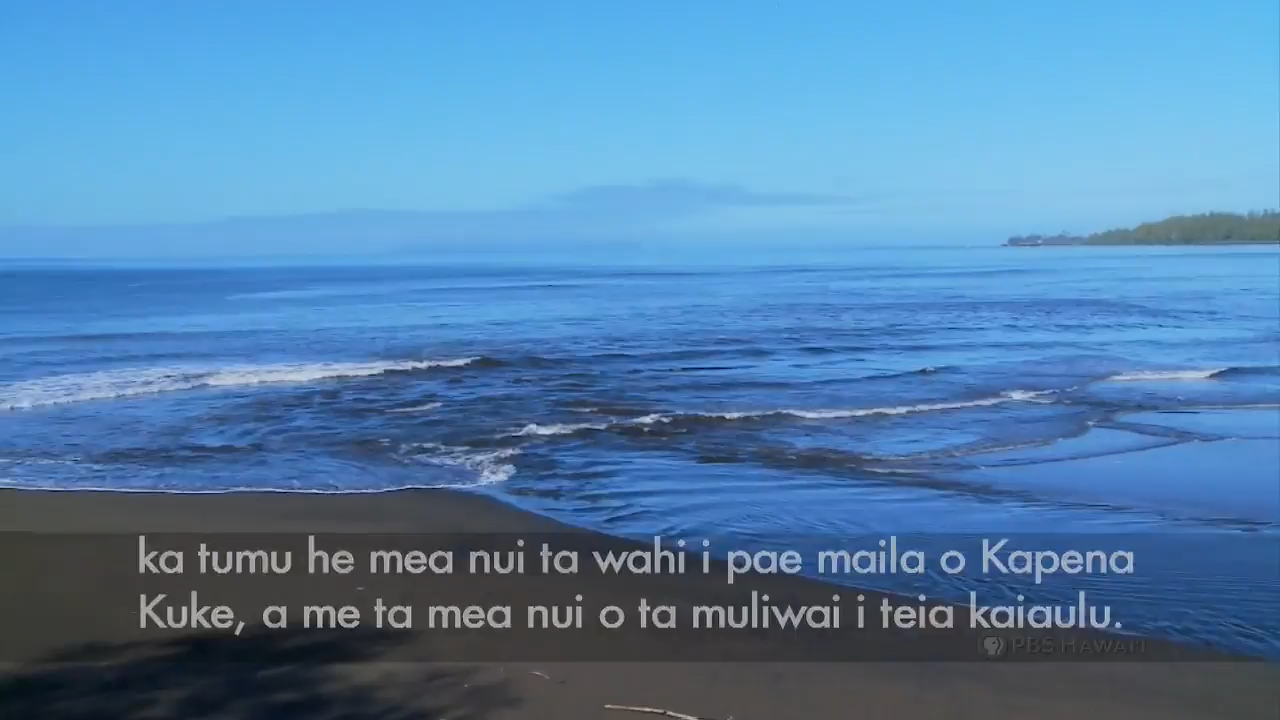 ka tumu he mea nui ta wahi i pae maila o Kapena
Kuke, a me ta mea nui o ta muliwai i teia kaiaulu.
PBS HAWAI'I